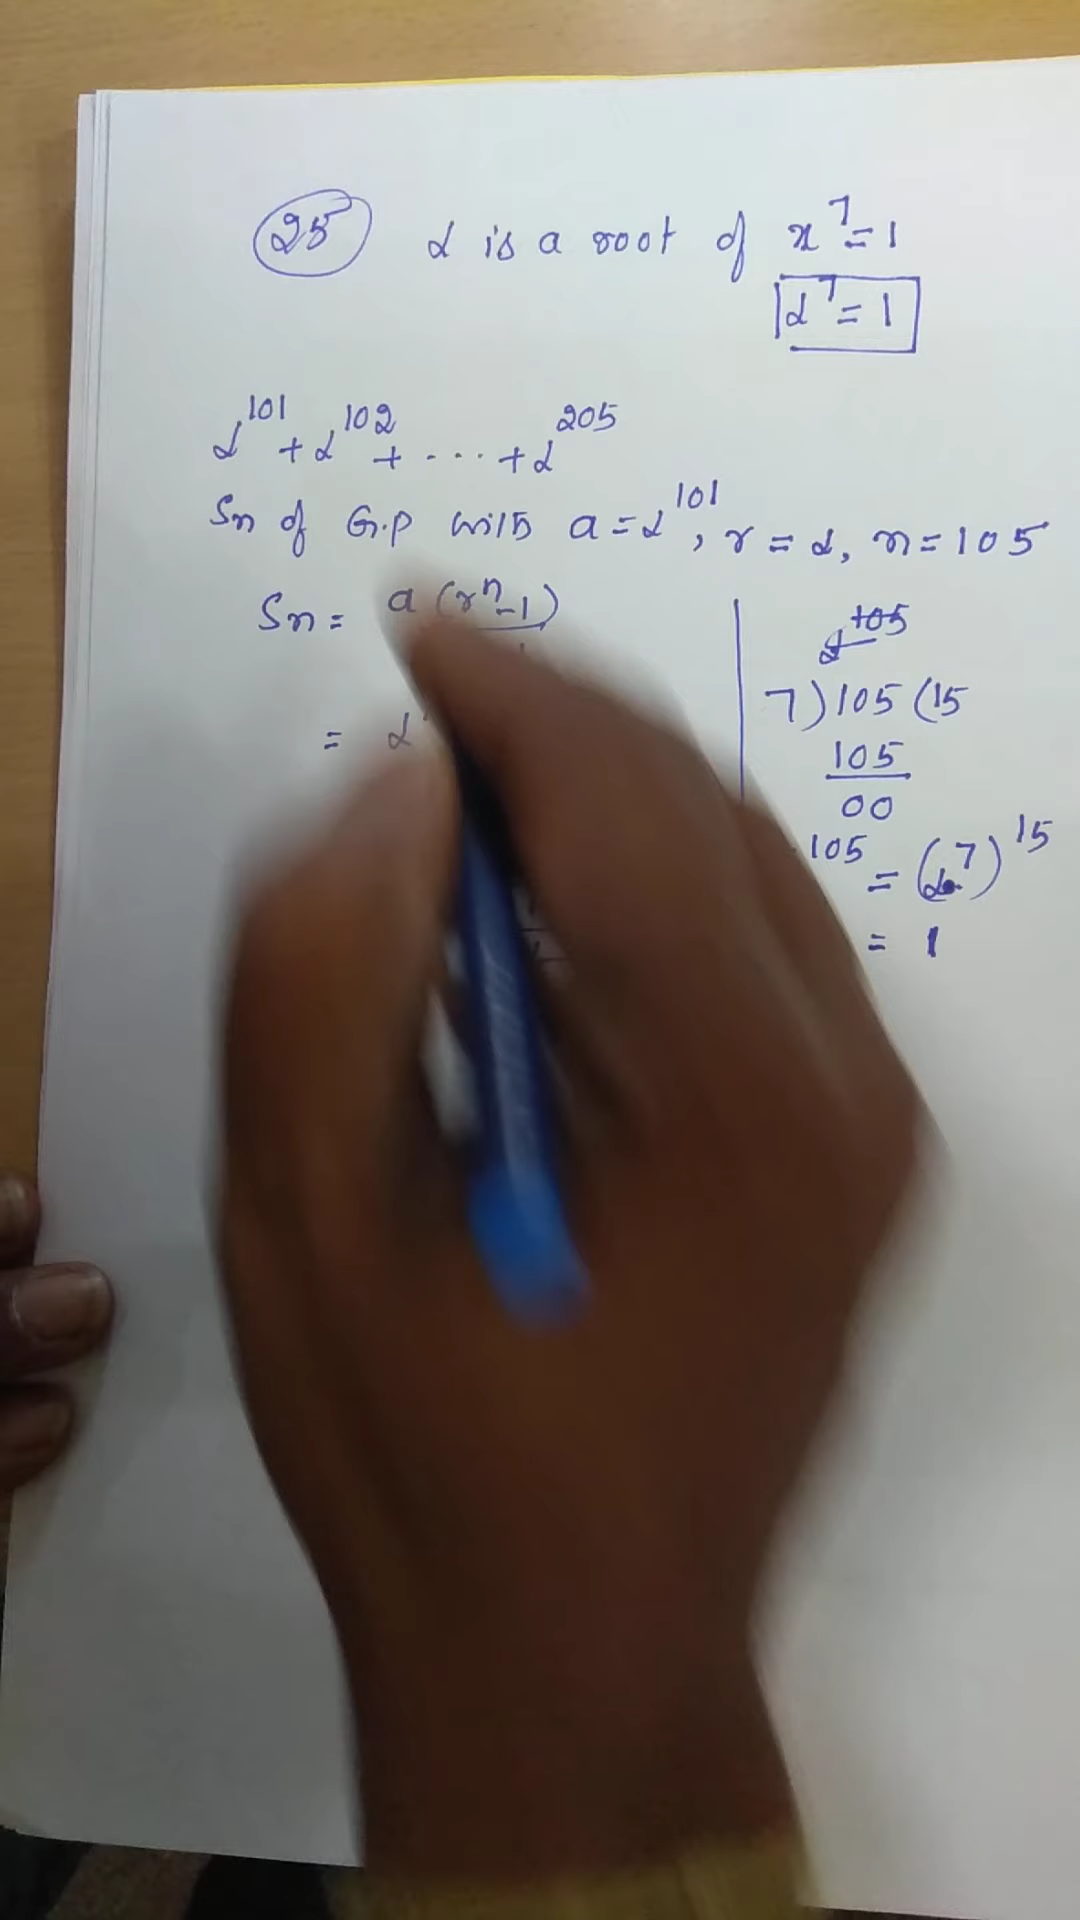 25 α is a root of x⁷ = 1
α⁷ = 1
α¹⁰¹ + α¹⁰² + .... + α²⁰⁵
Sn of G.P with a = α¹⁰¹, r = α, n = 105
Sn = a (rⁿ - 1)
= α
α¹⁰⁵
7) 105 (15
105
00
105 = (α⁷)¹⁵
= 1